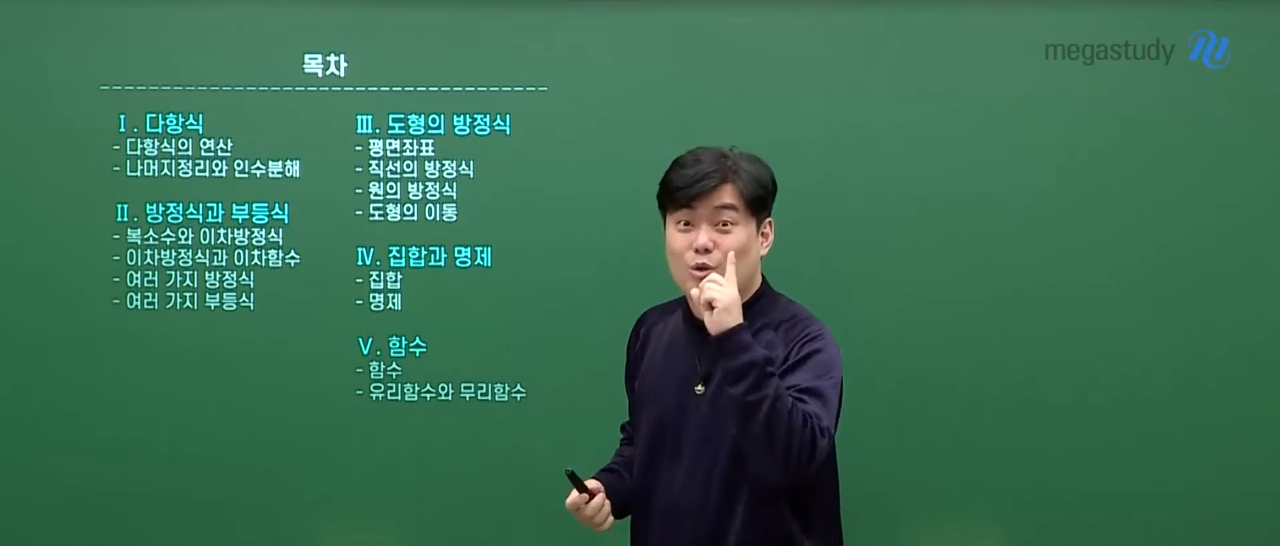 목차
Ⅰ. 다항식
- 다항식의 연산
- 나머지정리와 인수분해
Ⅱ. 방정식과 부등식
- 복소수와 이차방정식
- 이차방정식과 이차함수
- 여러 가지 방정식
- 여러 가지 부등식
Ⅲ. 도형의 방정식
- 평면좌표
- 직선의 방정식
- 원의 방정식
- 도형의 이동
Ⅳ. 집합과 명제
- 집합
- 명제
Ⅴ. 함수
- 함수
- 유리함수와 무리함수
megastudy